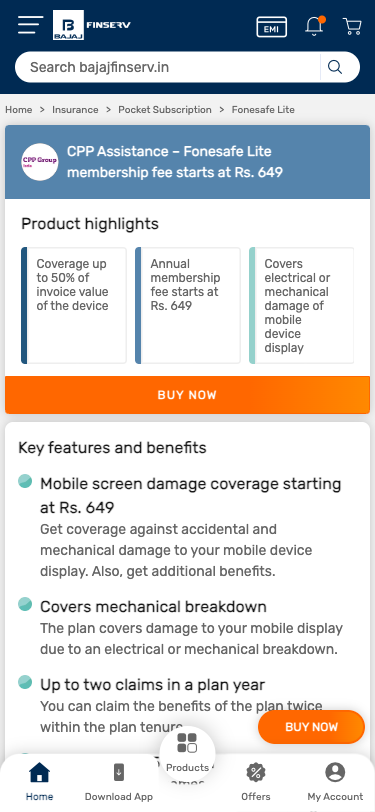 BAJAJ
FINSERV
EMI
Search bajajfinserv.in
Home > Insurance > Pocket Subscription > Fonesafe Lite
CPP Group
India
CPP Assistance – Fonesafe Lite
membership fee starts at Rs. 649
Product highlights
Coverage up
to 50% of
invoice value
of the device
Annual
membership
fee starts at
Rs. 649
Covers
electrical or
mechanical
damage of
mobile
device
display
BUY NOW
Key features and benefits
Mobile screen damage coverage starting
at Rs. 649
Get coverage against accidental and
mechanical damage to your mobile device
display. Also, get additional benefits.
Covers mechanical breakdown
The plan covers damage to your mobile display
due to an electrical or mechanical breakdown.
Up to two claims in a plan year
You can claim the benefits of the plan twice
within the plan tenure
BUY NOW
Home
Download App
Products
Offers
My Account